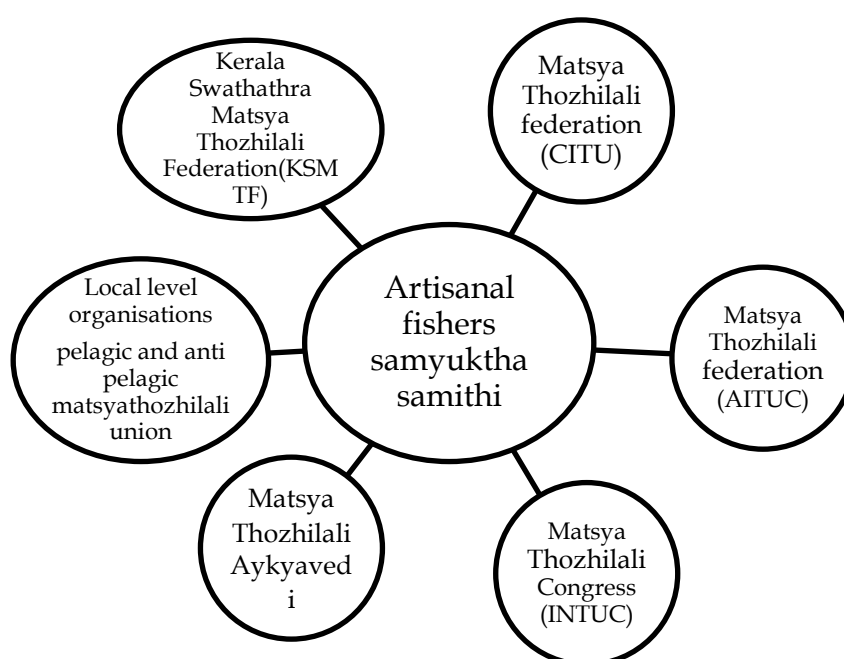 Kerala
Swathathra
Matsya
Thozhilali
Federation(KSM
TF)
Matsya
Thozhilali
federation
(CITU)
Artisanal
fishers
samyuktha
samithi
Local level
organisations
pelagic and anti
pelagic
matsyathozhilali
union
Matsya
Thozhilali
federation
(AITUC)
Matsya
Thozhilali
Aykyaved
i
Matsya
Thozhilali
Congress
(INTUC)